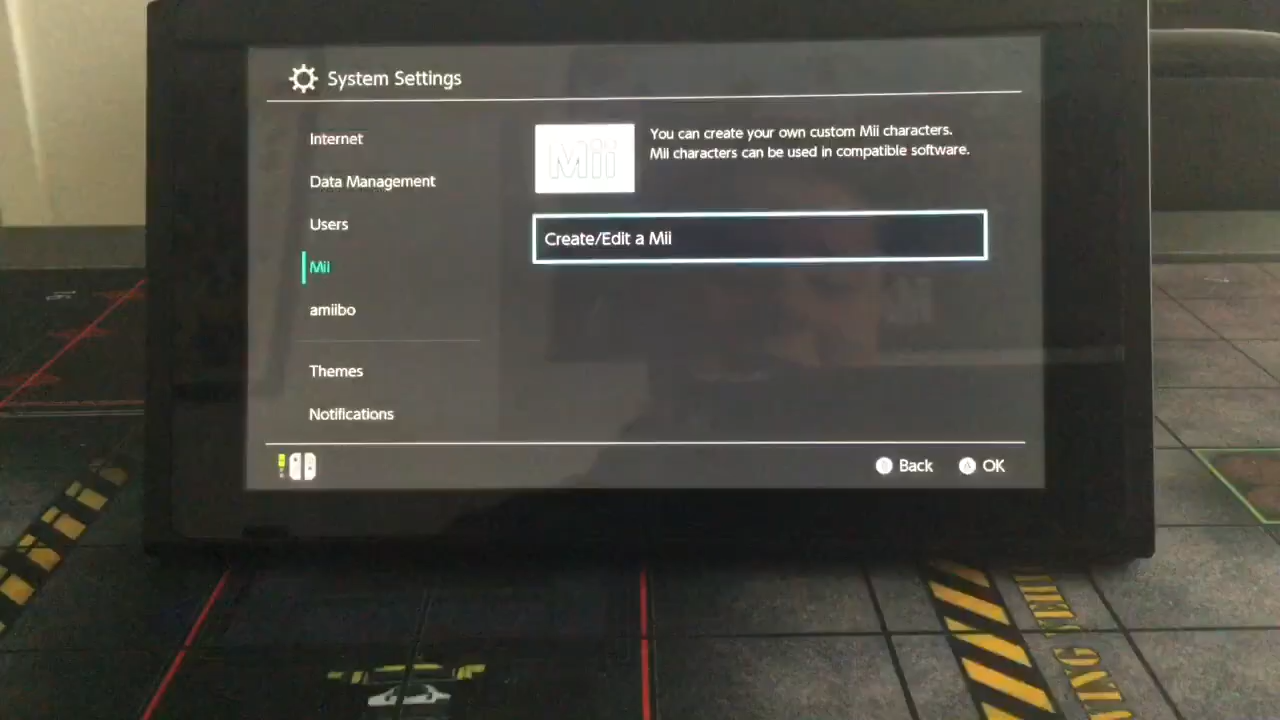 System Settings
Internet
Data Management
Users
Mii
amiibo
Themes
Notifications
Mii
You can create your own custom Mii characters.
Mii characters can be used in compatible software.
Create/Edit a Mii
Back
A OK